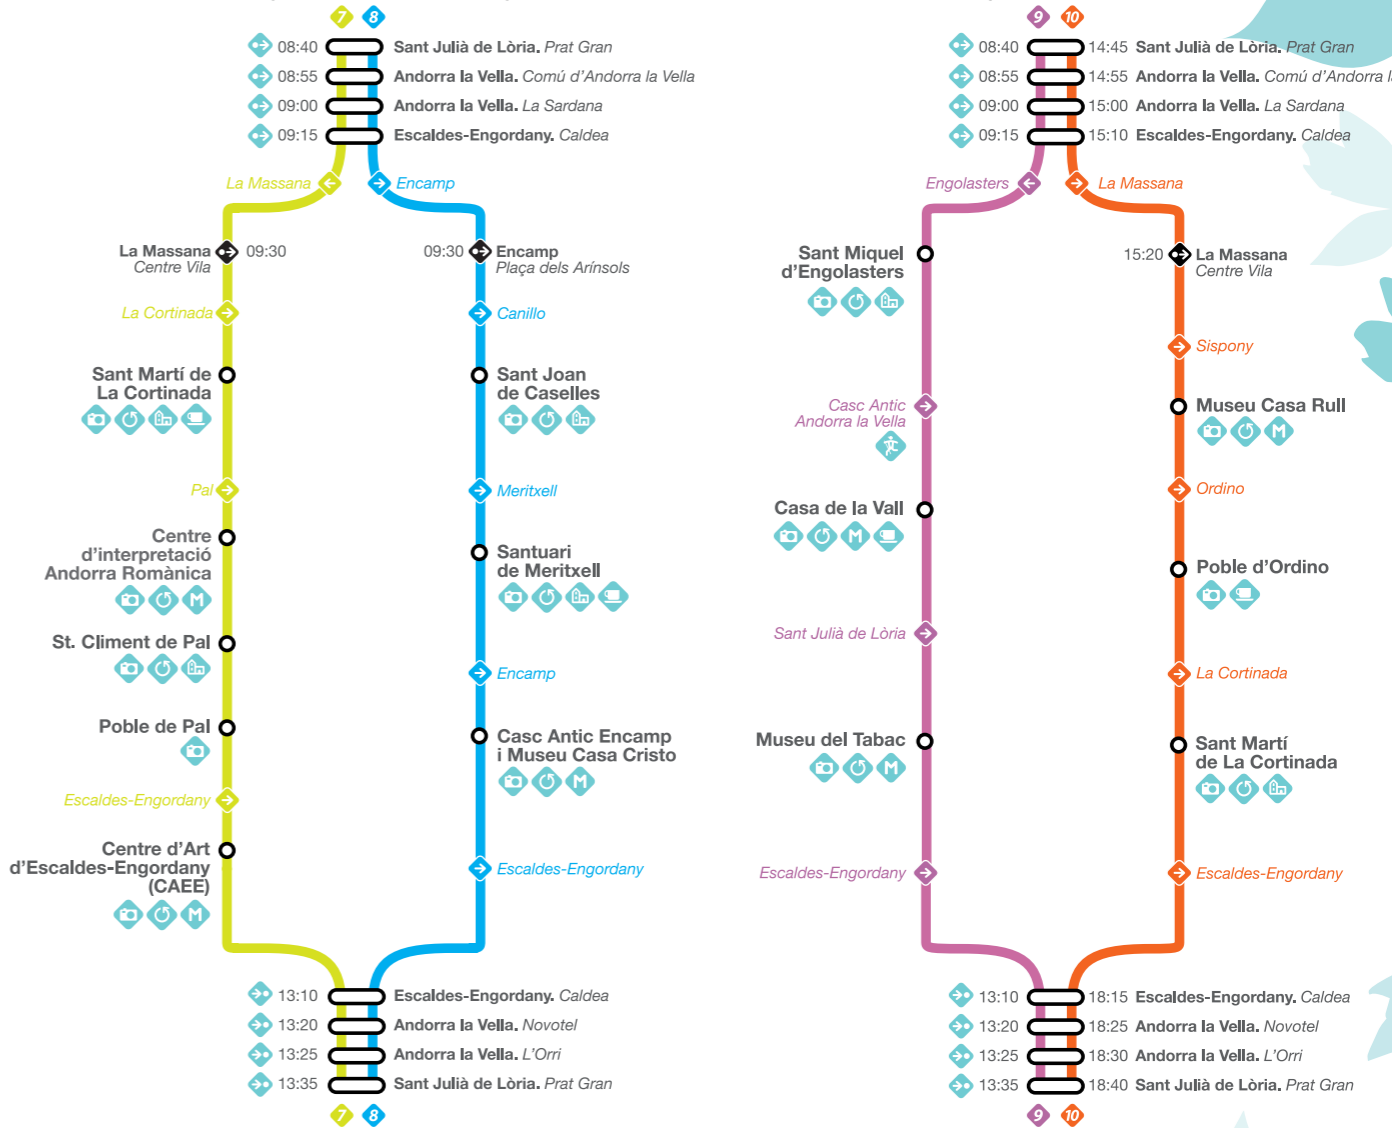 7 8
08:40 Sant Julià de Lòria. Prat Gran
08:55 Andorra la Vella. Comú d'Andorra la Vella
09:00 Andorra la Vella. La Sardana
09:15 Escaldes-Engordany. Caldea
La Massana
Encamp
La Massana 09:30
Centre Vila
09:30 Encamp
Plaça dels Arínsols
La Cortinada
Canillo
Sant Martí de
La Cortinada
Sant Joan
de Caselles
Pal
Meritxell
Centre
d'interpretació
Andorra Romànica
M
Santuari
de Meritxell
St. Climent de Pal
Encamp
Poble de Pal
Casc Antic Encamp
i Museu Casa Cristo
M
Escaldes-Engordany
Centre d'Art
d'Escaldes-Engordany
(CAEE)
M
Escaldes-Engordany
13:10 Escaldes-Engordany. Caldea
13:20 Andorra la Vella. Novotel
13:25 Andorra la Vella. L'Orri
13:35 Sant Julià de Lòria. Prat Gran
7 8
9 10
08:40 14:45 Sant Julià de Lòria. Prat Gran
08:55 14:55 Andorra la Vella. Comú d'Andorra
09:00 15:00 Andorra la Vella. La Sardana
09:15 15:10 Escaldes-Engordany. Caldea
Engolasters
La Massana
Sant Miquel
d'Engolasters
15:20 La Massana
Centre Vila
Sispony
Casc Antic
Andorra la Vella
Museu Casa Rull
M
Ordino
Casa de la Vall
M
Poble d'Ordino
Sant Julià de Lòria
La Cortinada
Museu del Tabac
M
Sant Martí
de La Cortinada
Escaldes-Engordany
Escaldes-Engordany
13:10 18:15 Escaldes-Engordany. Caldea
13:20 18:25 Andorra la Vella. Novotel
13:25 18:30 Andorra la Vella. L'Orri
13:35 18:40 Sant Julià de Lòria. Prat Gran
9 10